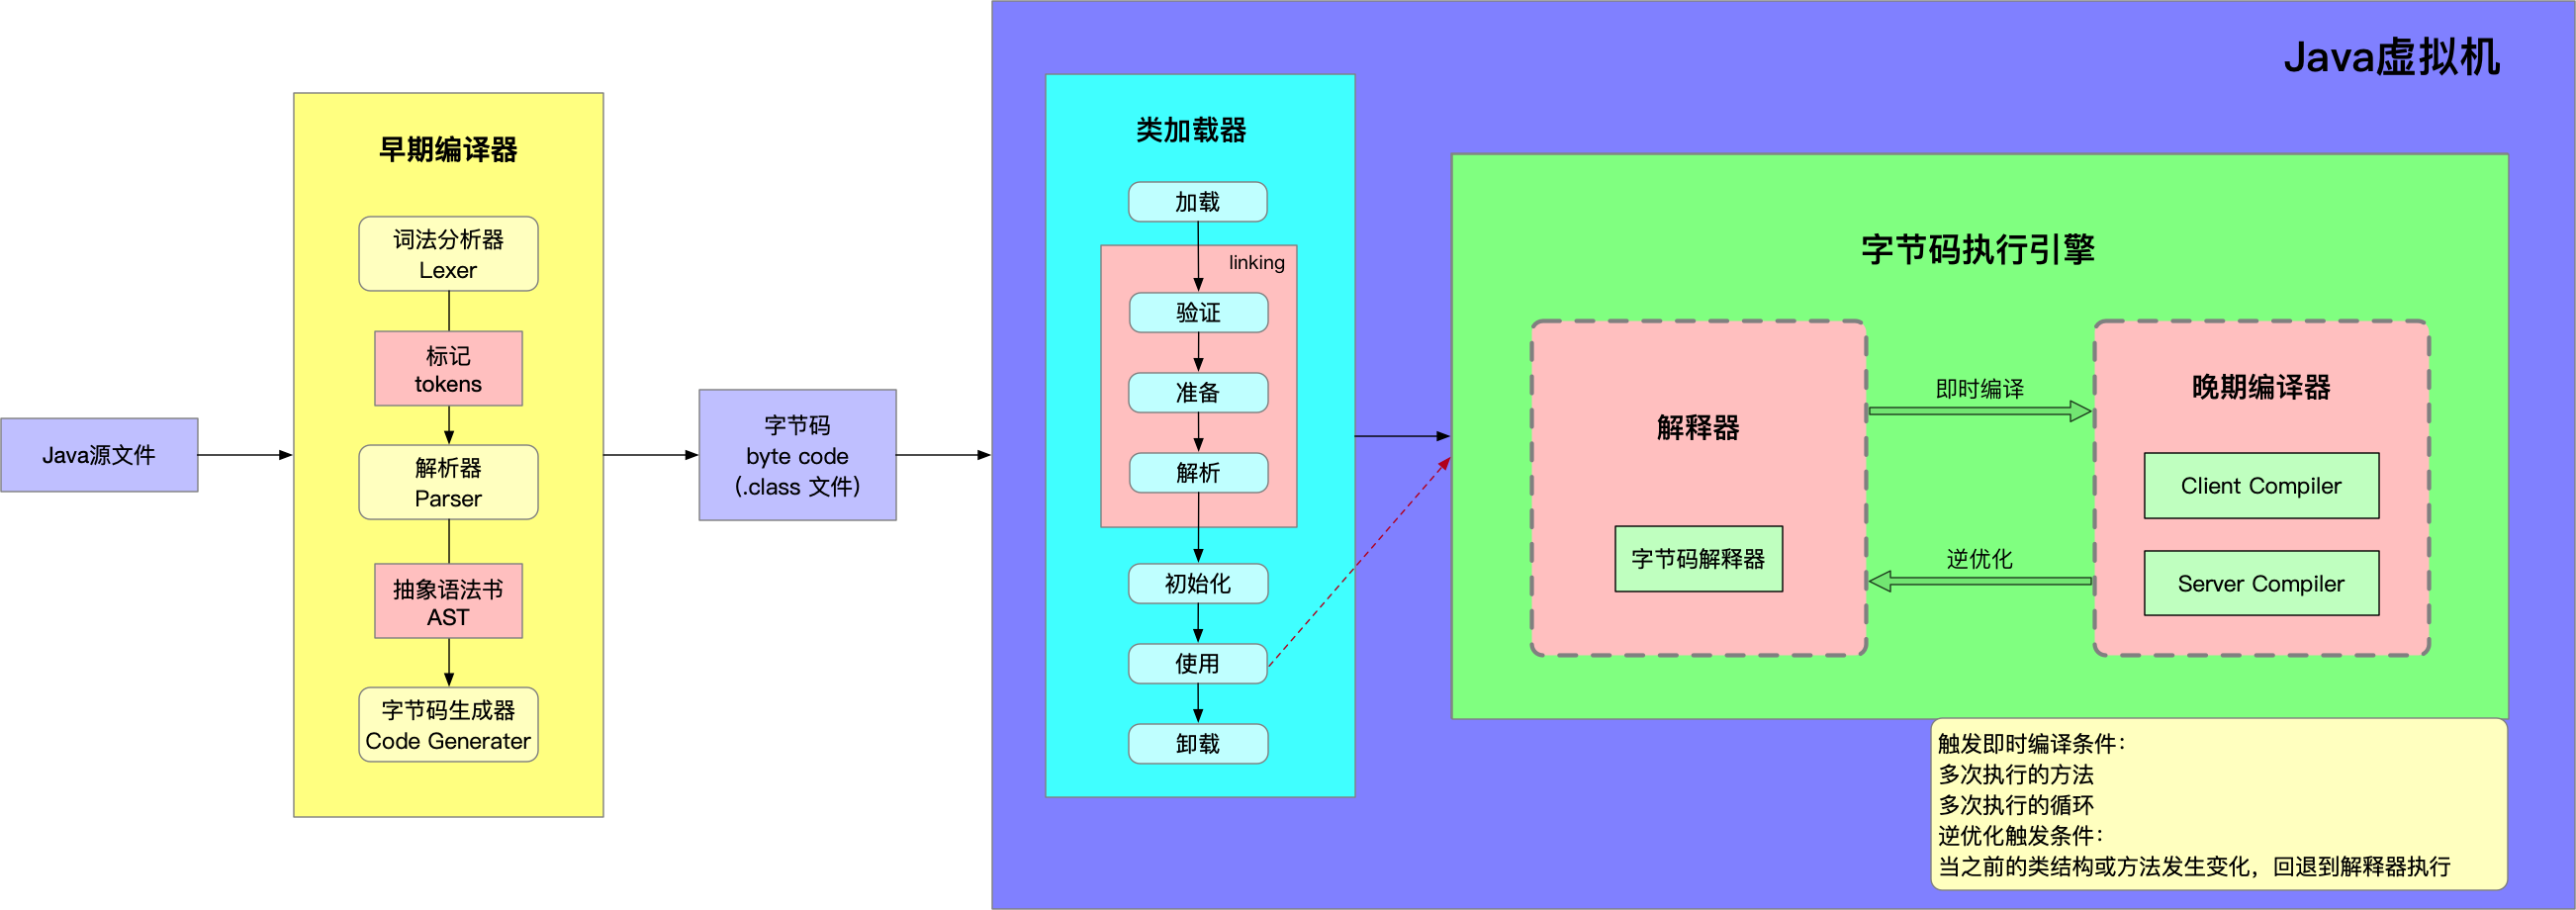 Java源文件
早期编译器
词法分析器
Lexer
标记
tokens
解析器
Parser
抽象语法书
AST
字节码生成器
Code Generater
字节码
byte code
(.class 文件)
Java虚拟机
类加载器
加载
linking
验证
准备
解析
初始化
使用
卸载
字节码执行引擎
解释器
字节码解释器
即时编译
逆优化
晚期编译器
Client Compiler
Server Compiler
触发即时编译条件：
多次执行的方法
多次执行的循环
逆优化触发条件：
当之前的类结构或方法发生变化，回退到解释器执行